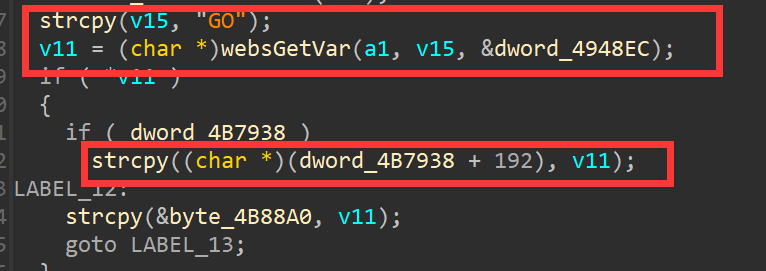 strcpy(v15, "GO");
v11 = (char *)websGetVar(a1, v15, &dword_4948EC);
if ( *v11 )
{
if ( dword_4B7938 )
strcpy((char *)(dword_4B7938 + 192), v11);
LABEL_12:
strcpy(&byte_4B88A0, v11);
goto LABEL_13;